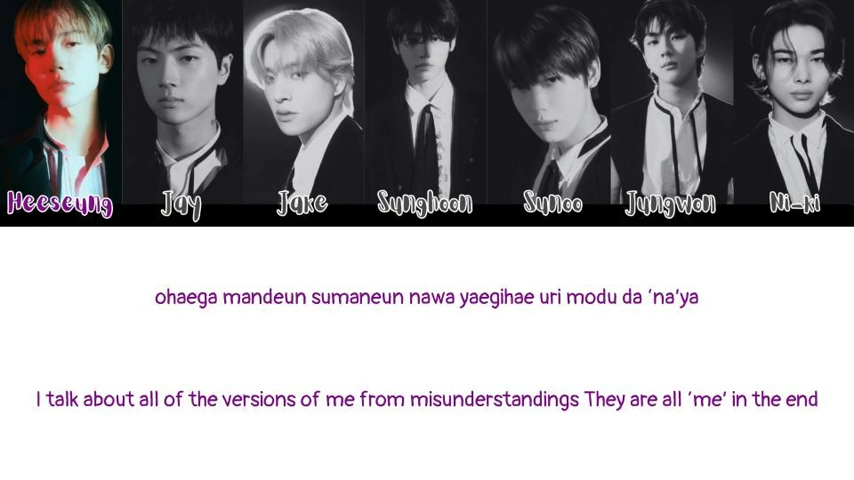 Heeseung Jay Jake Sunghoon Sunoo Jungwon Ni-ki
ohaega mandeun sumaneun nawa yaegihae uri modu da ‘na’ya
I talk about all of the versions of me from misunderstandings They are all ‘me’ in the end